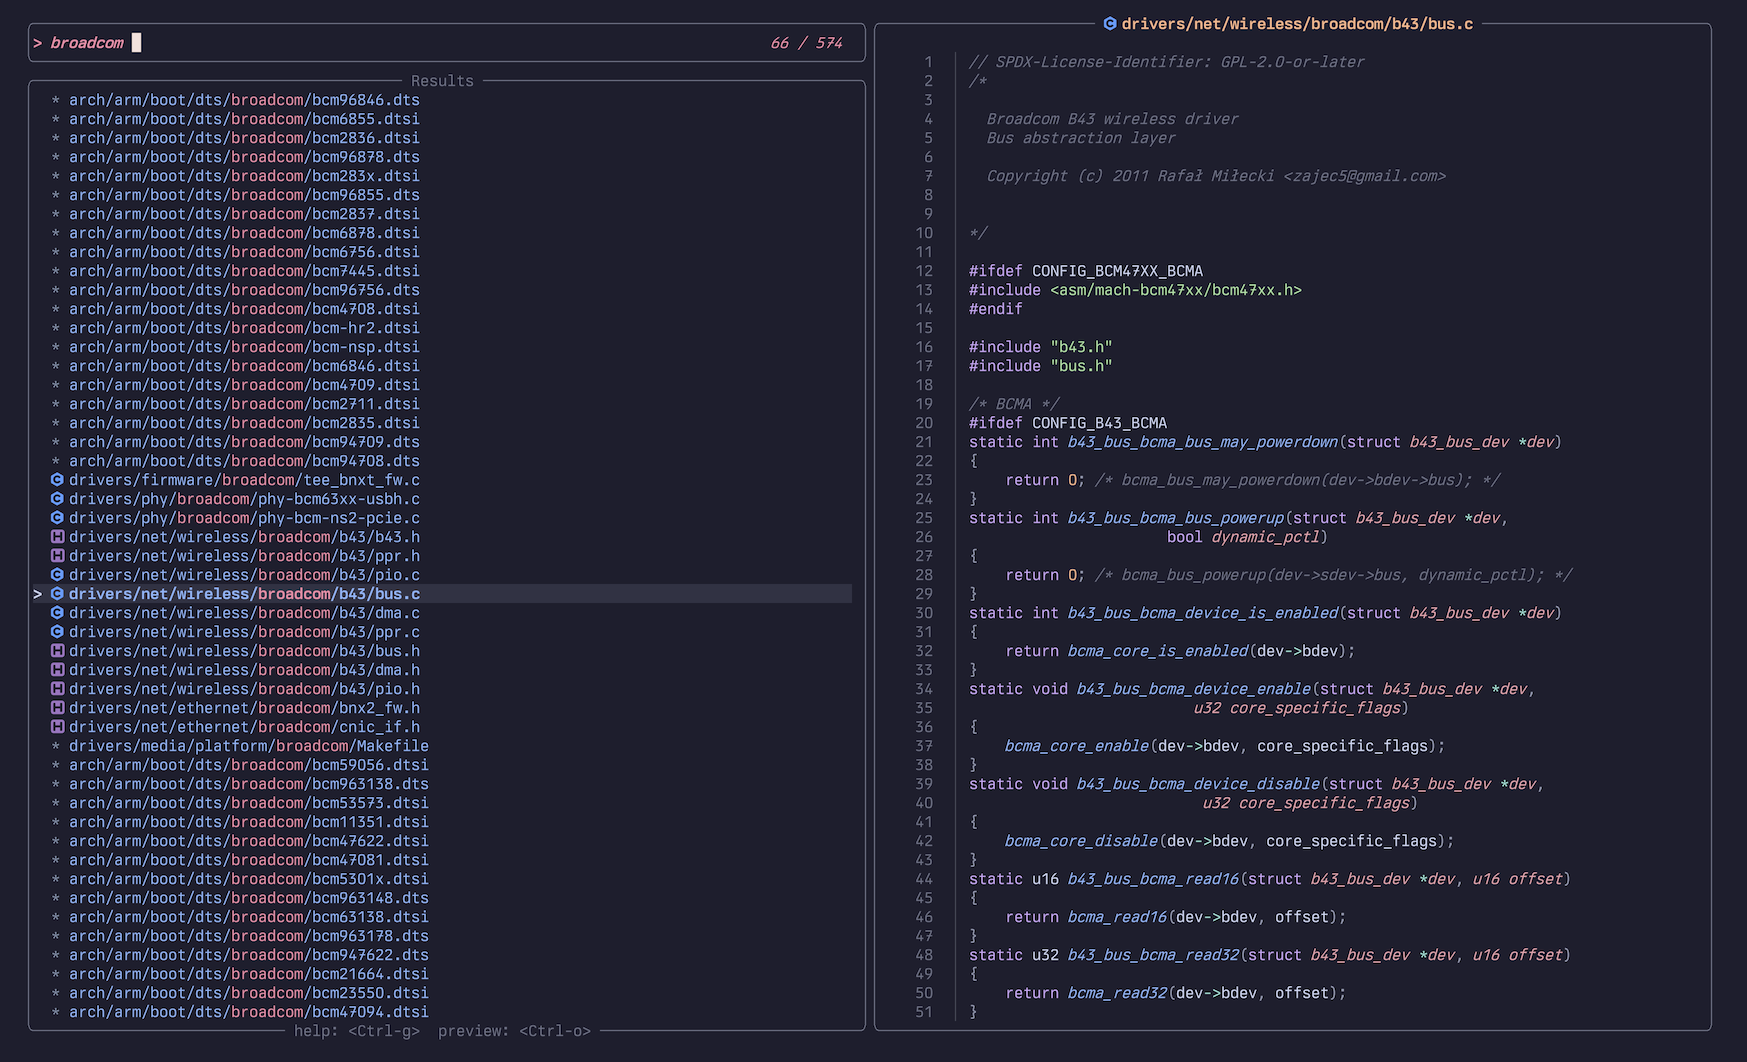 > broadcom
66 / 574
Results
* arch/arm/boot/dts/broadcom/bcm96846.dts
* arch/arm/boot/dts/broadcom/bcm6855.dtsi
* arch/arm/boot/dts/broadcom/bcm2836.dtsi
* arch/arm/boot/dts/broadcom/bcm96878.dts
* arch/arm/boot/dts/broadcom/bcm283x.dtsi
* arch/arm/boot/dts/broadcom/bcm96855.dts
* arch/arm/boot/dts/broadcom/bcm2837.dtsi
* arch/arm/boot/dts/broadcom/bcm6878.dtsi
* arch/arm/boot/dts/broadcom/bcm6756.dtsi
* arch/arm/boot/dts/broadcom/bcm7445.dtsi
* arch/arm/boot/dts/broadcom/bcm96756.dts
* arch/arm/boot/dts/broadcom/bcm4708.dtsi
* arch/arm/boot/dts/broadcom/bcm-hr2.dtsi
* arch/arm/boot/dts/broadcom/bcm-nsp.dtsi
* arch/arm/boot/dts/broadcom/bcm6846.dtsi
* arch/arm/boot/dts/broadcom/bcm4709.dtsi
* arch/arm/boot/dts/broadcom/bcm2711.dtsi
* arch/arm/boot/dts/broadcom/bcm2835.dtsi
* arch/arm/boot/dts/broadcom/bcm94709.dts
* arch/arm/boot/dts/broadcom/bcm94708.dts
C drivers/firmware/broadcom/tee_bnxt_fw.c
C drivers/phy/broadcom/phy-bcm63xx-usbh.c
C drivers/phy/broadcom/phy-bcm-ns2-pcie.c
H drivers/net/wireless/broadcom/b43/b43.h
H drivers/net/wireless/broadcom/b43/ppr.h
C drivers/net/wireless/broadcom/b43/pio.c
> C drivers/net/wireless/broadcom/b43/bus.c
C drivers/net/wireless/broadcom/b43/dma.c
C drivers/net/wireless/broadcom/b43/ppr.c
H drivers/net/wireless/broadcom/b43/bus.h
H drivers/net/wireless/broadcom/b43/dma.h
H drivers/net/wireless/broadcom/b43/pio.h
H drivers/net/ethernet/broadcom/bnx2_fw.h
H drivers/net/ethernet/broadcom/cnic_if.h
* drivers/media/platform/broadcom/Makefile
* arch/arm/boot/dts/broadcom/bcm59056.dtsi
* arch/arm/boot/dts/broadcom/bcm963138.dts
* arch/arm/boot/dts/broadcom/bcm53573.dtsi
* arch/arm/boot/dts/broadcom/bcm11351.dtsi
* arch/arm/boot/dts/broadcom/bcm47622.dtsi
* arch/arm/boot/dts/broadcom/bcm47081.dtsi
* arch/arm/boot/dts/broadcom/bcm5301x.dtsi
* arch/arm/boot/dts/broadcom/bcm963148.dts
* arch/arm/boot/dts/broadcom/bcm63138.dtsi
* arch/arm/boot/dts/broadcom/bcm963178.dts
* arch/arm/boot/dts/broadcom/bcm947622.dts
* arch/arm/boot/dts/broadcom/bcm21664.dtsi
* arch/arm/boot/dts/broadcom/bcm23550.dtsi
* arch/arm/boot/dts/broadcom/bcm47094.dtsi
help: <Ctrl-g> preview: <Ctrl-o>
C drivers/net/wireless/broadcom/b43/bus.c
1 // SPDX-License-Identifier: GPL-2.0-or-later
2 /*
3
4 Broadcom B43 wireless driver
5 Bus abstraction layer
6
7 Copyright (c) 2011 Rafał Miłecki <zajec5@gmail.com>
8
9
10 */
11
12 #ifdef CONFIG_BCM47XX_BCMA
13 #include <asm/mach-bcm47xx/bcm47xx.h>
14 #endif
15
16 #include "b43.h"
17 #include "bus.h"
18
19 /* BCMA */
20 #ifdef CONFIG_B43_BCMA
21 static int b43_bus_bcma_bus_may_powerdown(struct b43_bus_dev *dev)
22 {
23 return 0; /* bcma_bus_may_powerdown(dev->bdev->bus); */
24 }
25 static int b43_bus_bcma_bus_powerup(struct b43_bus_dev *dev,
26 bool dynamic_pctl)
27 {
28 return 0; /* bcma_bus_powerup(dev->sdev->bus, dynamic_pctl); */
29 }
30 static int b43_bus_bcma_device_is_enabled(struct b43_bus_dev *dev)
31 {
32 return bcma_core_is_enabled(dev->bdev);
33 }
34 static void b43_bus_bcma_device_enable(struct b43_bus_dev *dev,
35 u32 core_specific_flags)
36 {
37 bcma_core_enable(dev->bdev, core_specific_flags);
38 }
39 static void b43_bus_bcma_device_disable(struct b43_bus_dev *dev,
40 u32 core_specific_flags)
41 {
42 bcma_core_disable(dev->bdev, core_specific_flags);
43 }
44 static u16 b43_bus_bcma_read16(struct b43_bus_dev *dev, u16 offset)
45 {
46 return bcma_read16(dev->bdev, offset);
47 }
48 static u32 b43_bus_bcma_read32(struct b43_bus_dev *dev, u16 offset)
49 {
50 return bcma_read32(dev->bdev, offset);
51 }